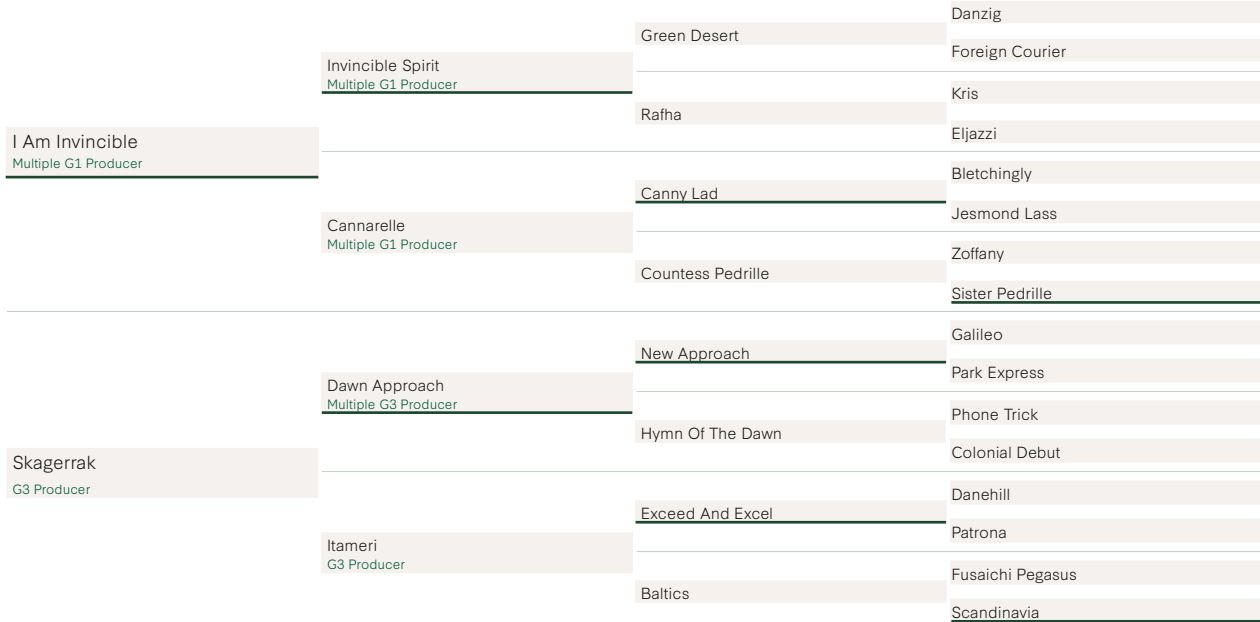 I Am Invincible
Multiple G1 Producer
Skagerrak
G3 Producer
Invincible Spirit
Multiple G1 Producer
Cannarelle
Multiple G1 Producer
Dawn Approach
Multiple G3 Producer
Itameri
G3 Producer
Green Desert
Rafha
Canny Lad
Countess Pedrille
New Approach
Hymn Of The Dawn
Exceed And Excel
Baltics
Danzig
Foreign Courier
Kris
Eljazzi
Bletchingly
Jesmond Lass
Zoffany
Sister Pedrille
Galileo
Park Express
Phone Trick
Colonial Debut
Danehill
Patrona
Fusaichi Pegasus
Scandinavia